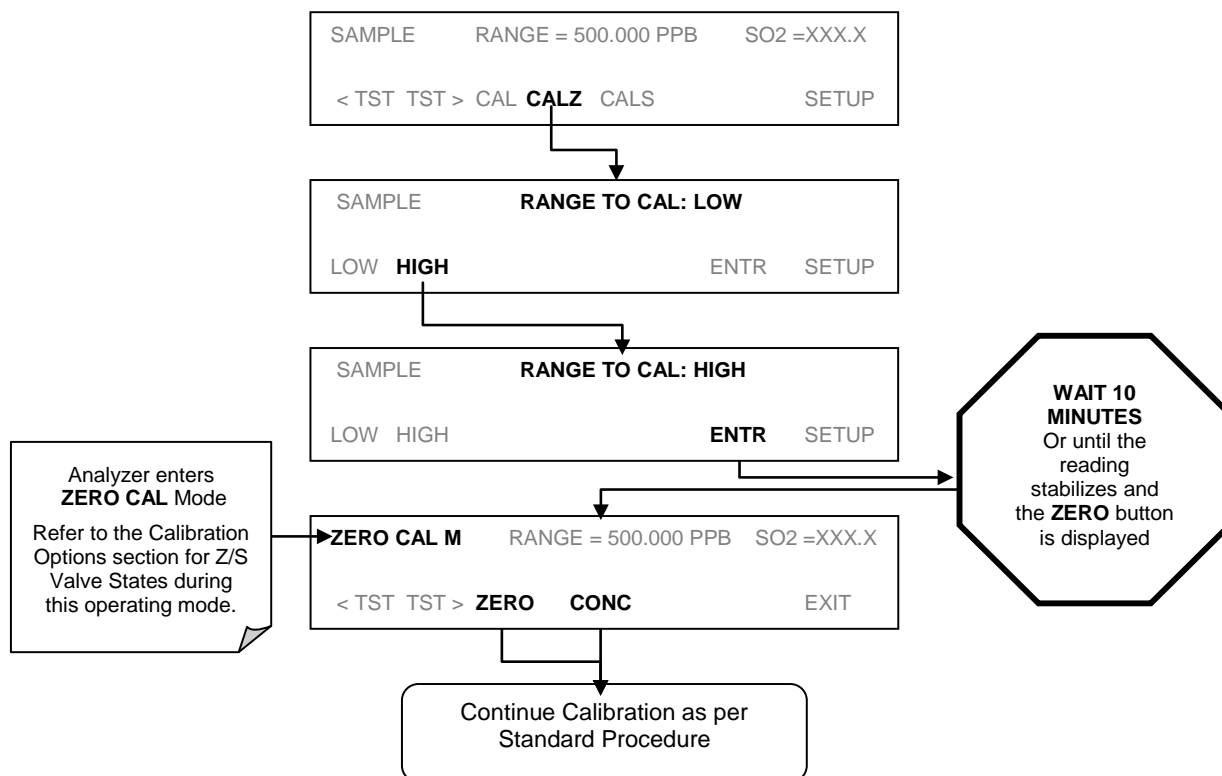 SAMPLE RANGE = 500.000 PPB SO2 =XXX.X
< TST TST > CAL CALZ CALS SETUP
SAMPLE RANGE TO CAL: LOW
LOW HIGH ENTR SETUP
SAMPLE RANGE TO CAL: HIGH
LOW HIGH ENTR SETUP
WAIT 10
MINUTES
Or until the
reading
stabilizes and
the ZERO button
is displayed
Analyzer enters
ZERO CAL Mode
Refer to the Calibration
Options section for Z/S
Valve States during
this operating mode.
ZERO CAL M RANGE = 500.000 PPB SO2 =XXX.X
< TST TST > ZERO CONC EXIT
Continue Calibration as per
Standard Procedure